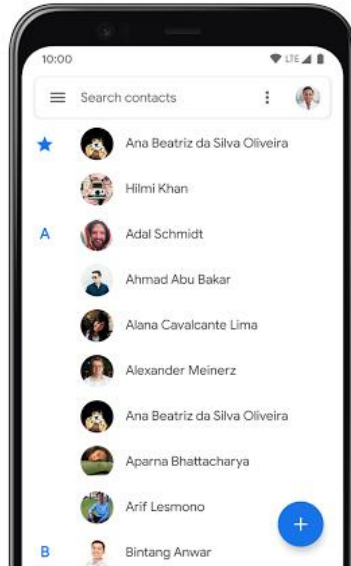 10:00
LTE
Search contacts
Ana Beatriz da Silva Oliveira
Hilmi Khan
A
Adal Schmidt
Ahmad Abu Bakar
Alana Cavalcante Lima
Alexander Meinerz
Ana Beatriz da Silva Oliveira
Aparna Bhattacharya
Arif Lesmono
B
Bintang Anwar